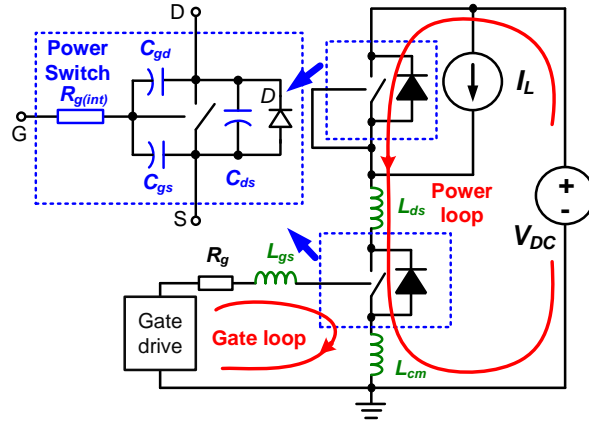 D
Power
Switch
C_gd
R_g(int)
G
D
C_gs
C_ds
S
I_L
+
-
V_DC
Power
loop
L_ds
R_g
L_gs
Gate
drive
Gate loop
L_cm